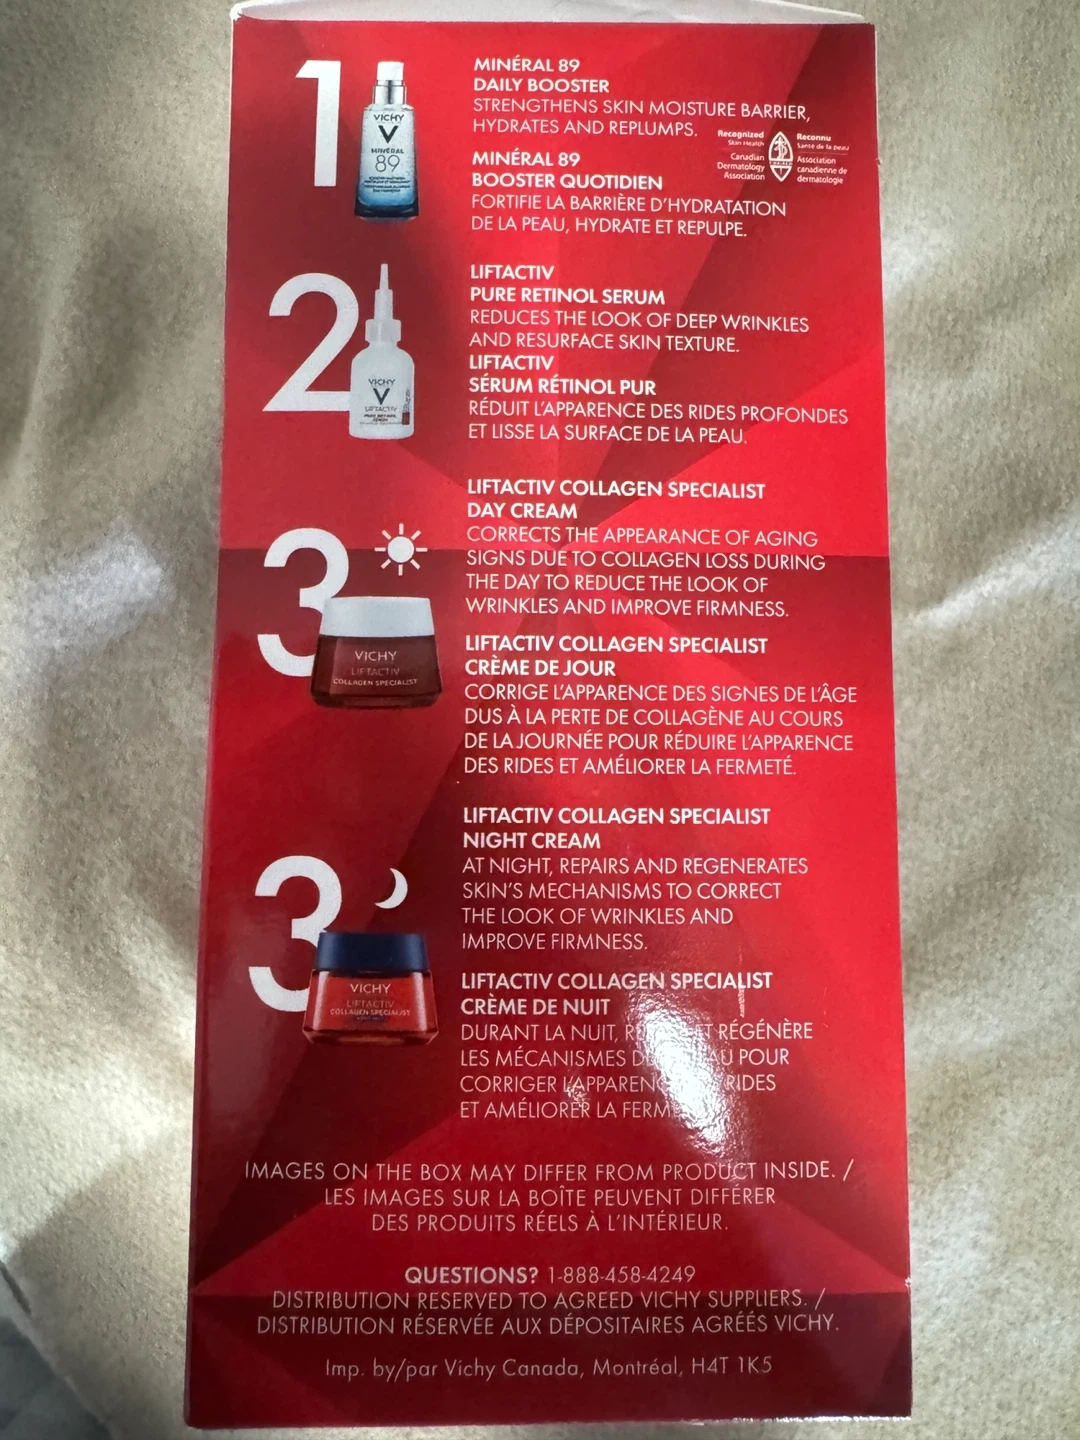 1
VICHY
MINÉRAL
89
MINÉRAL 89
DAILY BOOSTER
STRENGTHENS SKIN MOISTURE BARRIER,
HYDRATES AND REPLUMPS.
Recognized
Skin Health
Canadian
Dermatology
Association
Reconnu
Santé de la peau
Association
canadienne de
dermatologie
MINÉRAL 89
BOOSTER QUOTIDIEN
FORTIFIE LA BARRIÈRE D'HYDRATATION
DE LA PEAU, HYDRATE ET REPULPE.
2
VICHY
LIFTACTIV
LIFTACTIV
PURE RETINOL SERUM
REDUCES THE LOOK OF DEEP WRINKLES
AND RESURFACE SKIN TEXTURE.
LIFTACTIV
SÉRUM RÉTINOL PUR
RÉDUIT L'APPARENCE DES RIDES PROFONDES
ET LISSE LA SURFACE DE LA PEAU.
3
VICHY
LIFTACTIV
COLLAGEN SPECIALIST
LIFTACTIV COLLAGEN SPECIALIST
DAY CREAM
CORRECTS THE APPEARANCE OF AGING
SIGNS DUE TO COLLAGEN LOSS DURING
THE DAY TO REDUCE THE LOOK OF
WRINKLES AND IMPROVE FIRMNESS.
LIFTACTIV COLLAGEN SPECIALIST
CRÈME DE JOUR
CORRIGE L'APPARENCE DES SIGNES DE L'ÂGE
DUS À LA PERTE DE COLLAGÈNE AU COURS
DE LA JOURNÉE POUR RÉDUIRE L'APPARENCE
DES RIDES ET AMÉLIORER LA FERMETÉ.
3
VICHY
LIFTACTIV
COLLAGEN SPECIALIST
LIFTACTIV COLLAGEN SPECIALIST
NIGHT CREAM
AT NIGHT, REPAIRS AND REGENERATES
SKIN'S MECHANISMS TO CORRECT
THE LOOK OF WRINKLES AND
IMPROVE FIRMNESS.
LIFTACTIV COLLAGEN SPECIALIST
CRÈME DE NUIT
DURANT LA NUIT, RÉGÉNÈRE
LES MÉCANISMES POUR
CORRIGER RIDES
ET AMÉLIORER LA
IMAGES ON THE BOX MAY DIFFER FROM PRODUCT INSIDE. /
LES IMAGES SUR LA BOÎTE PEUVENT DIFFÉRER
DES PRODUITS RÉELS À L'INTÉRIEUR.
QUESTIONS? 1-888-458-4249
DISTRIBUTION RESERVED TO AGREED VICHY SUPPLIERS. /
DISTRIBUTION RÉSERVÉE AUX DÉPOSITAIRES AGRÉÉS VICHY.
Imp. by/par Vichy Canada, Montréal, H4T 1K5